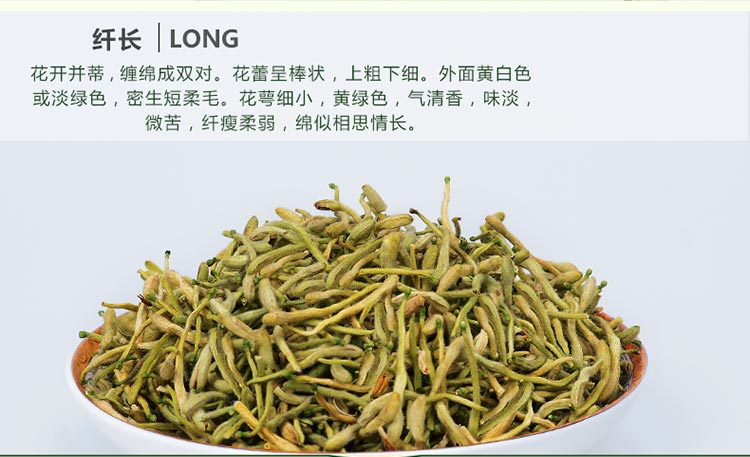 纤长 | LONG
花开并蒂，缠绵成双对。花蕾呈棒状，上粗下细。外面黄白色
或淡绿色，密生短柔毛。花萼细小，黄绿色，气清香，味淡，
微苦，纤瘦柔弱，绵似相思情长。